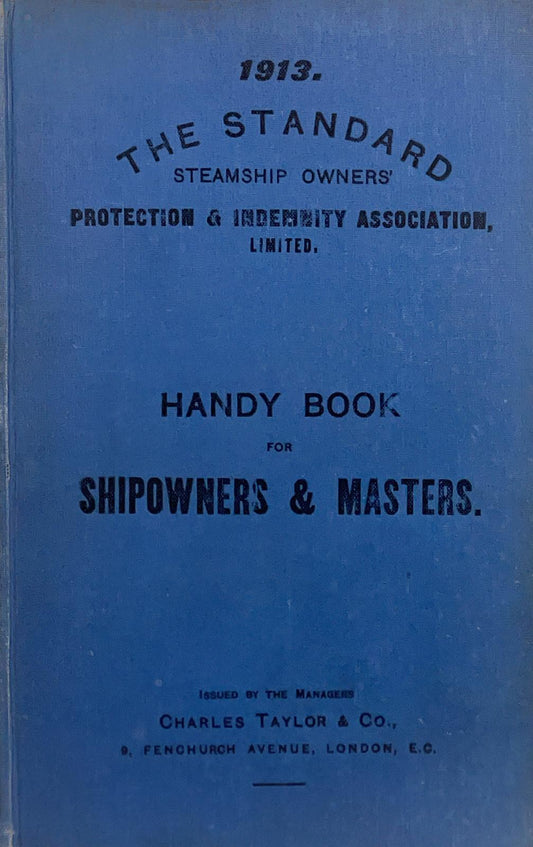 1913.
THE STANDARD
STEAMSHIP OWNERS'
PROTECTION & INDEMNITY ASSOCIATION,
LIMITED.
HANDY BOOK
FOR
SHIPOWNERS & MASTERS.
ISSUED BY THE MANAGERS
CHARLES TAYLOR & CO.,
9, FENCHURCH AVENUE, LONDON, E.C.